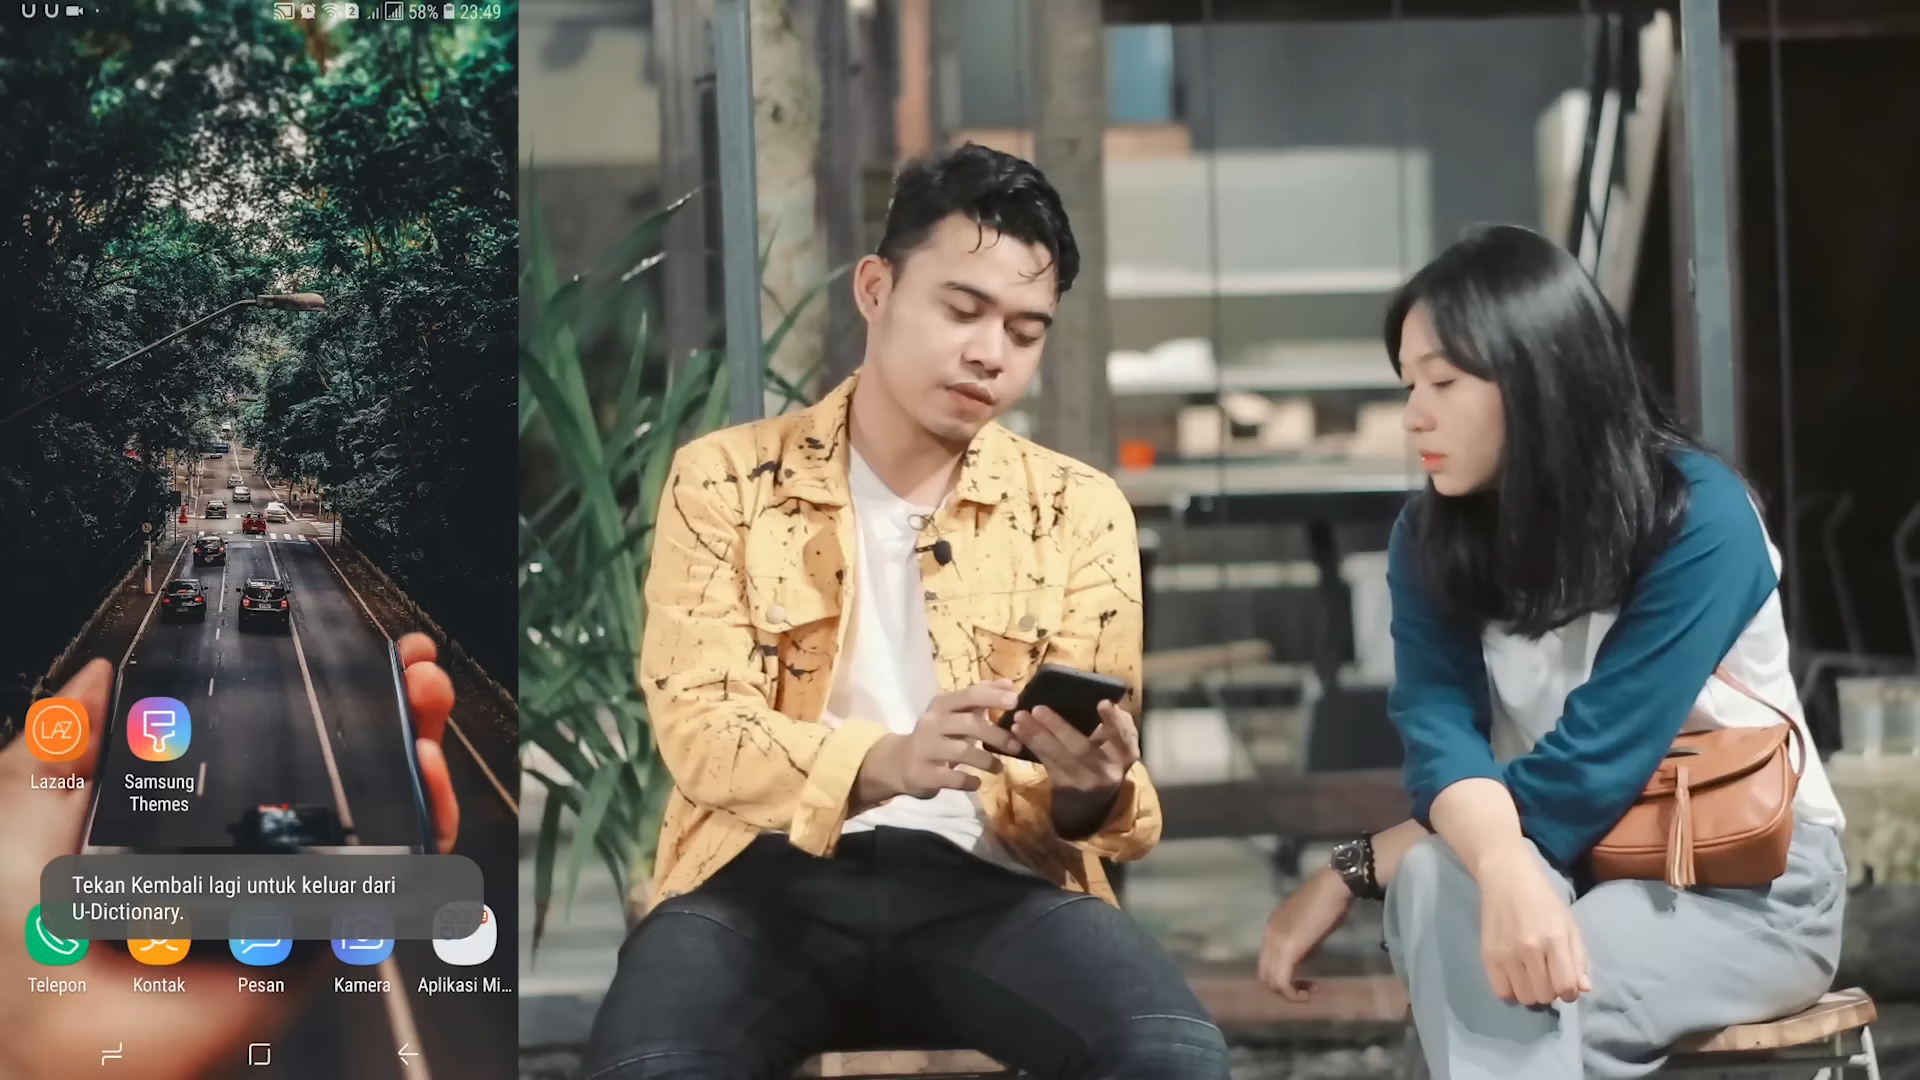 58% 23:49
LAZ
Lazada
Samsung
Themes
Tekan Kembali lagi untuk keluar dari
U-Dictionary.
Telepon
Kontak
Pesan
Kamera
Aplikasi Mi...